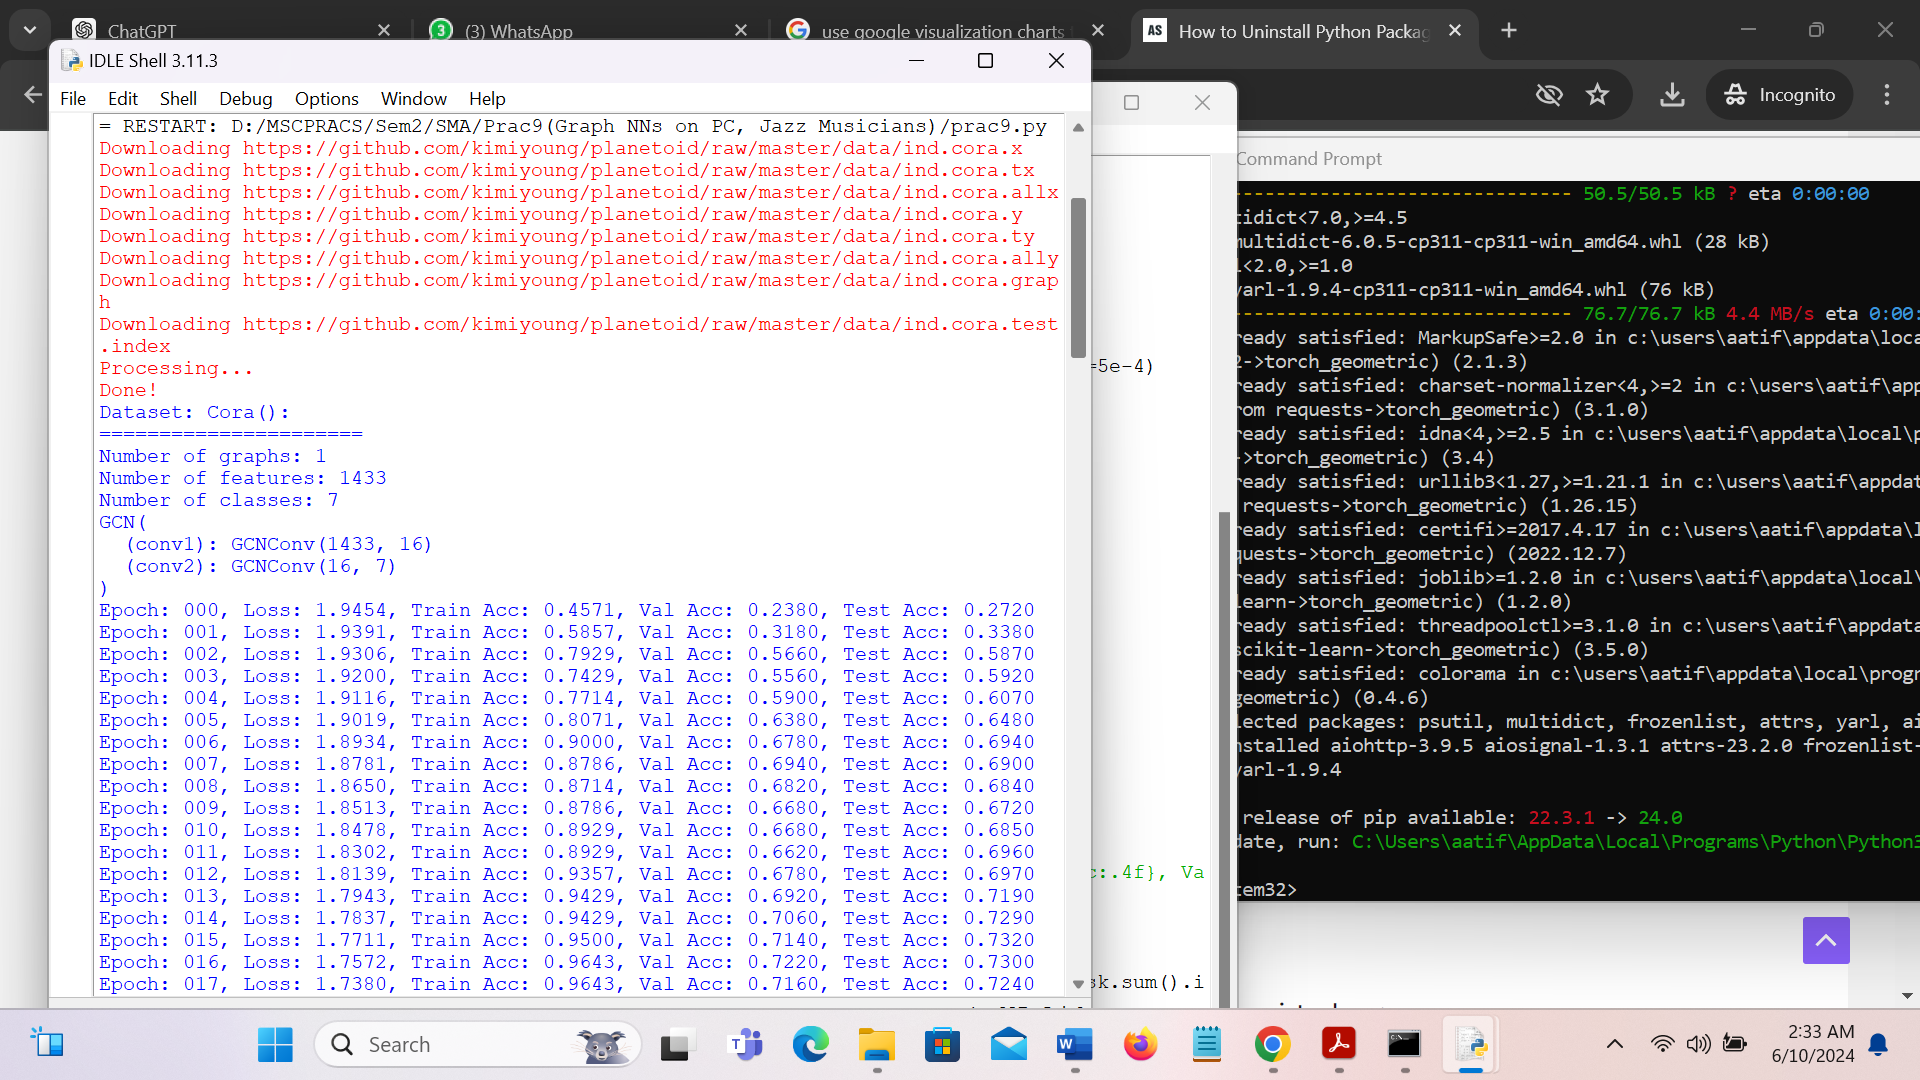 ChatGPT
(3) WhatsApp
use google visualization charts
AS How to Uninstall Python Packag
Incognito
IDLE Shell 3.11.3
File Edit Shell Debug Options Window Help
= RESTART: D:/MSCPRACS/Sem2/SMA/Prac9(Graph NNs on PC, Jazz Musicians)/prac9.py
Downloading https://github.com/kimiyoung/planetoid/raw/master/data/ind.cora.x
Downloading https://github.com/kimiyoung/planetoid/raw/master/data/ind.cora.tx
Downloading https://github.com/kimiyoung/planetoid/raw/master/data/ind.cora.allx
Downloading https://github.com/kimiyoung/planetoid/raw/master/data/ind.cora.y
Downloading https://github.com/kimiyoung/planetoid/raw/master/data/ind.cora.ty
Downloading https://github.com/kimiyoung/planetoid/raw/master/data/ind.cora.ally
Downloading https://github.com/kimiyoung/planetoid/raw/master/data/ind.cora.grap
h
Downloading https://github.com/kimiyoung/planetoid/raw/master/data/ind.cora.test
.index
Processing...
Done!
Dataset: Cora():
======================
Number of graphs: 1
Number of features: 1433
Number of classes: 7
GCN(
(conv1): GCNConv(1433, 16)
(conv2): GCNConv(16, 7)
)
Epoch: 000, Loss: 1.9454, Train Acc: 0.4571, Val Acc: 0.2380, Test Acc: 0.2720
Epoch: 001, Loss: 1.9391, Train Acc: 0.5857, Val Acc: 0.3180, Test Acc: 0.3380
Epoch: 002, Loss: 1.9306, Train Acc: 0.7929, Val Acc: 0.5660, Test Acc: 0.5870
Epoch: 003, Loss: 1.9200, Train Acc: 0.7429, Val Acc: 0.5560, Test Acc: 0.5920
Epoch: 004, Loss: 1.9116, Train Acc: 0.7714, Val Acc: 0.5900, Test Acc: 0.6070
Epoch: 005, Loss: 1.9019, Train Acc: 0.8071, Val Acc: 0.6380, Test Acc: 0.6480
Epoch: 006, Loss: 1.8934, Train Acc: 0.9000, Val Acc: 0.6780, Test Acc: 0.6940
Epoch: 007, Loss: 1.8781, Train Acc: 0.8786, Val Acc: 0.6940, Test Acc: 0.6900
Epoch: 008, Loss: 1.8650, Train Acc: 0.8714, Val Acc: 0.6820, Test Acc: 0.6840
Epoch: 009, Loss: 1.8513, Train Acc: 0.8786, Val Acc: 0.6680, Test Acc: 0.6720
Epoch: 010, Loss: 1.8478, Train Acc: 0.8929, Val Acc: 0.6680, Test Acc: 0.6850
Epoch: 011, Loss: 1.8302, Train Acc: 0.8929, Val Acc: 0.6620, Test Acc: 0.6960
Epoch: 012, Loss: 1.8139, Train Acc: 0.9357, Val Acc: 0.6780, Test Acc: 0.6970
Epoch: 013, Loss: 1.7943, Train Acc: 0.9429, Val Acc: 0.6920, Test Acc: 0.7190
Epoch: 014, Loss: 1.7837, Train Acc: 0.9429, Val Acc: 0.7060, Test Acc: 0.7290
Epoch: 015, Loss: 1.7711, Train Acc: 0.9500, Val Acc: 0.7140, Test Acc: 0.7320
Epoch: 016, Loss: 1.7572, Train Acc: 0.9643, Val Acc: 0.7220, Test Acc: 0.7300
Epoch: 017, Loss: 1.7380, Train Acc: 0.9643, Val Acc: 0.7160, Test Acc: 0.7240
=5e-4)
c:.4f}, Va
sk.sum().i
Command Prompt
---------------------------- 50.5/50.5 kB ? eta 0:00:00
tidict<7.0,>=4.5
multidict-6.0.5-cp311-cp311-win_amd64.whl (28 kB)
l<2.0,>=1.0
yarl-1.9.4-cp311-cp311-win_amd64.whl (76 kB)
---------------------------- 76.7/76.7 kB 4.4 MB/s eta 0:00:
ready satisfied: MarkupSafe>=2.0 in c:\users\aatif\appdata\loca
2->torch_geometric) (2.1.3)
ready satisfied: charset-normalizer<4,>=2 in c:\users\aatif\app
rom requests->torch_geometric) (3.1.0)
ready satisfied: idna<4,>=2.5 in c:\users\aatif\appdata\local\p
->torch_geometric) (3.4)
ready satisfied: urllib3<1.27,>=1.21.1 in c:\users\aatif\appdat
requests->torch_geometric) (1.26.15)
ready satisfied: certifi>=2017.4.17 in c:\users\aatif\appdata\l
quests->torch_geometric) (2022.12.7)
ready satisfied: joblib>=1.2.0 in c:\users\aatif\appdata\local\
learn->torch_geometric) (1.2.0)
ready satisfied: threadpoolctl>=3.1.0 in c:\users\aatif\appdata
scikit-learn->torch_geometric) (3.5.0)
ready satisfied: colorama in c:\users\aatif\appdata\local\progr
geometric) (0.4.6)
lected packages: psutil, multidict, frozenlist, attrs, yarl, ai
nstalled aiohttp-3.9.5 aiosignal-1.3.1 attrs-23.2.0 frozenlist-
yarl-1.9.4
release of pip available: 22.3.1 -> 24.0
date, run: C:\Users\aatif\AppData\Local\Programs\Python\Python3
tem32>
Search
2:33 AM
6/10/2024